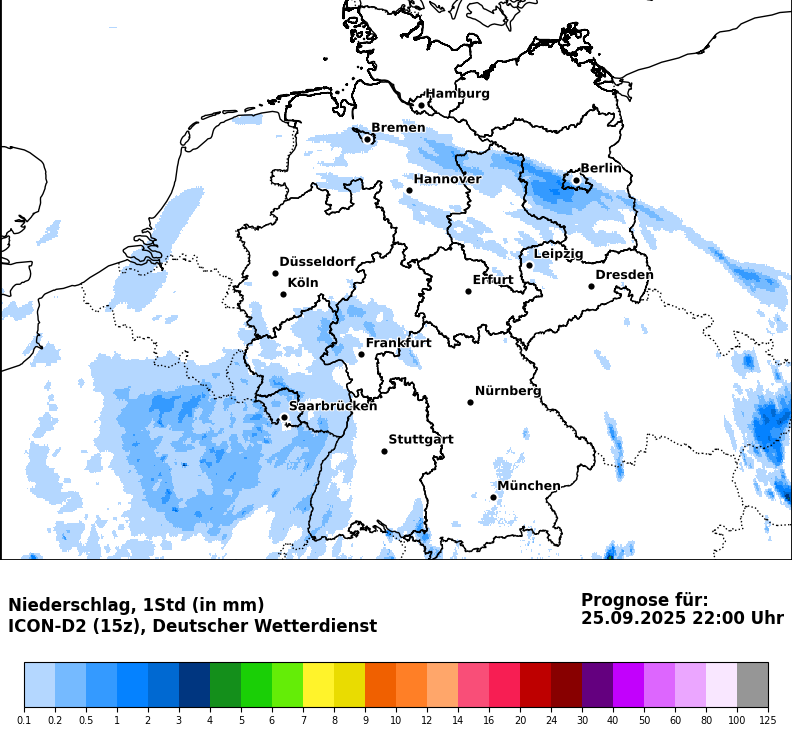 Hamburg
Bremen
Berlin
Hannover
Leipzig
Düsseldorf
Dresden
Köln
Erfurt
Frankfurt
Nürnberg
Saarbrücken
Stuttgart
München
Niederschlag, 1Std (in mm)
ICON-D2 (15z), Deutscher Wetterdienst
Prognose für:
25.09.2025 22:00 Uhr
0.1 0.2 0.5 1 2 3 4 5 6 7 8 9 10 12 14 16 20 24 30 40 50 60 80 100 125